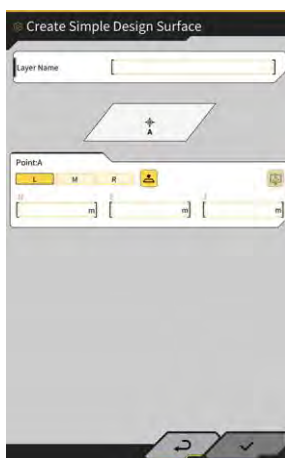 Create Simple Design Surface
Layer Name [ ]
A
Point:A
L M R
[ m] [ m] [ m]